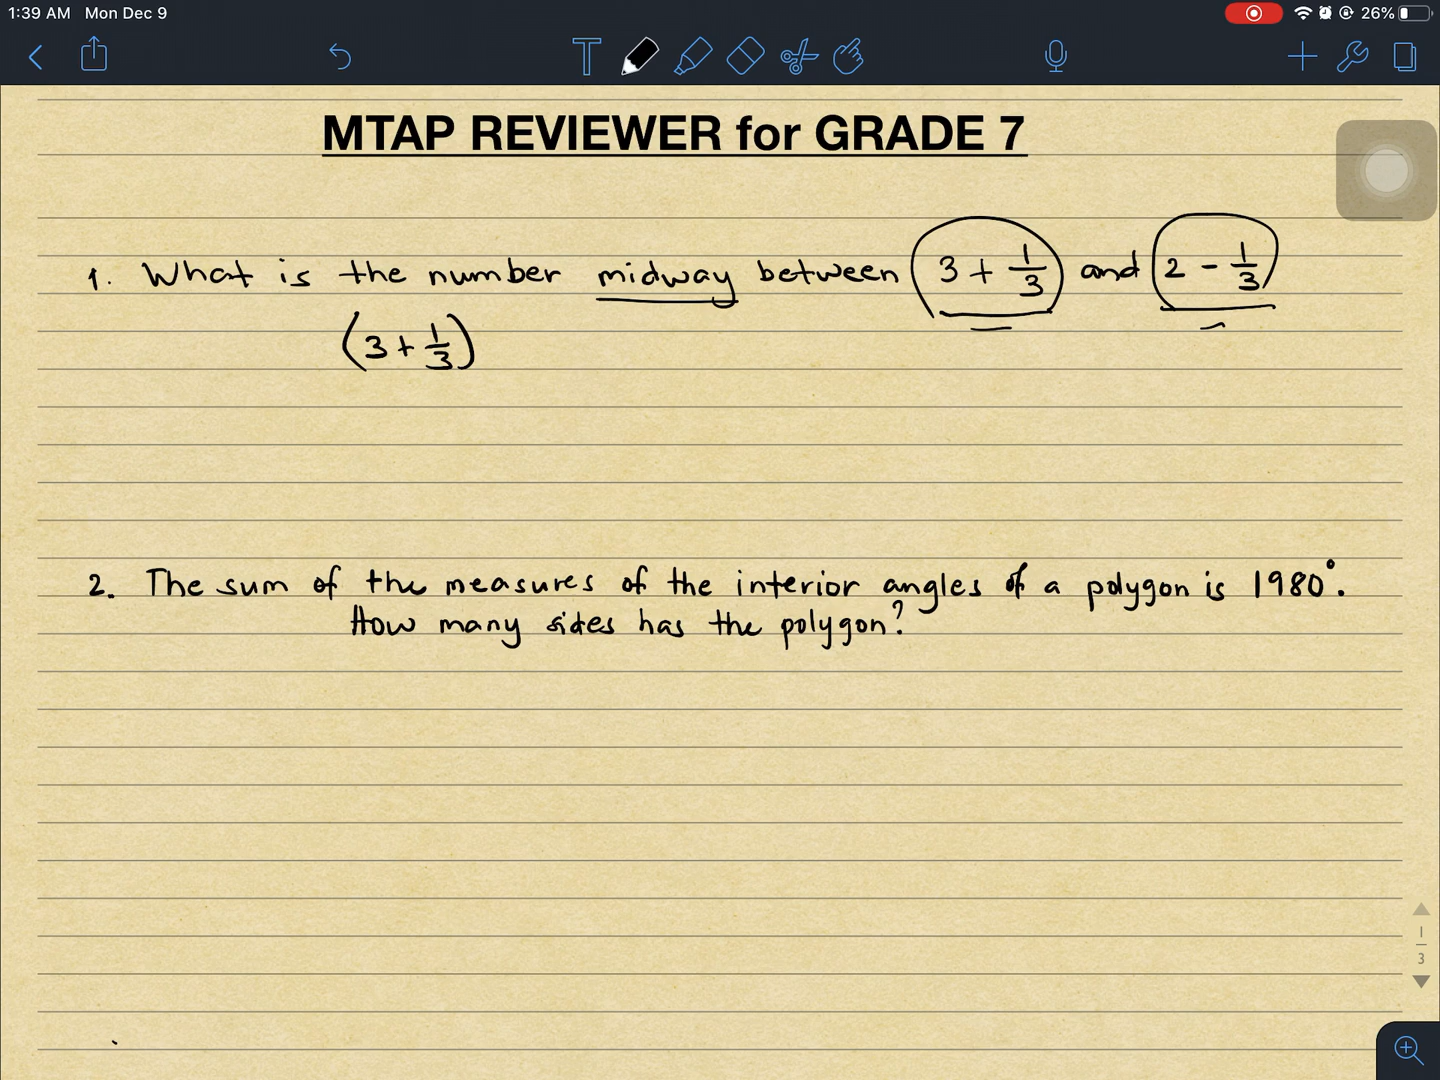 1:39 AM Mon Dec 9 26%
T
MTAP REVIEWER for GRADE 7
1. What is the number midway between 3 + 1/3 and 2 - 1/3
(3 + 1/3)
2. The sum of the measures of the interior angles of a polygon is 1980°.
How many sides has the polygon?
1
3